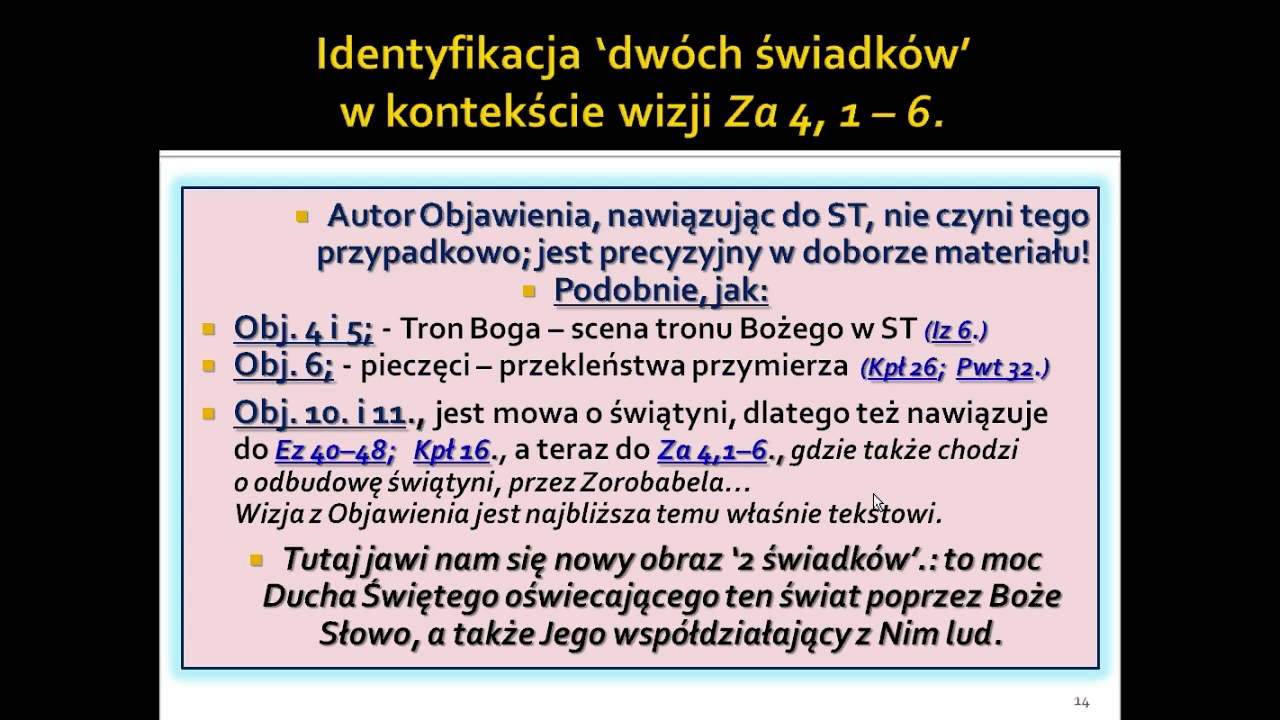 Identyfikacja ‘dwóch świadków’
w kontekście wizji Za 4, 1 – 6.
Autor Objawienia, nawiązując do ST, nie czyni tego
przypadkowo; jest precyzyjny w doborze materiału!
Podobnie, jak:
Obj. 4 i 5; - Tron Boga – scena tronu Bożego w ST (Iz 6.)
Obj. 6; - pieczęci – przekleństwa przymierza (Kpł 26; Pwt 32.)
Obj. 10. i 11., jest mowa o świątyni, dlatego też nawiązuje
do Ez 40–48; Kpł 16., a teraz do Za 4,1–6., gdzie także chodzi
o odbudowę świątyni, przez Zorobabela...
Wizja z Objawienia jest najbliższa temu właśnie tekstowi.
Tutaj jawi nam się nowy obraz ‘2 świadków’.: to moc
Ducha Świętego oświecającego ten świat poprzez Boże
Słowo, a także Jego współdziałający z Nim lud.
14